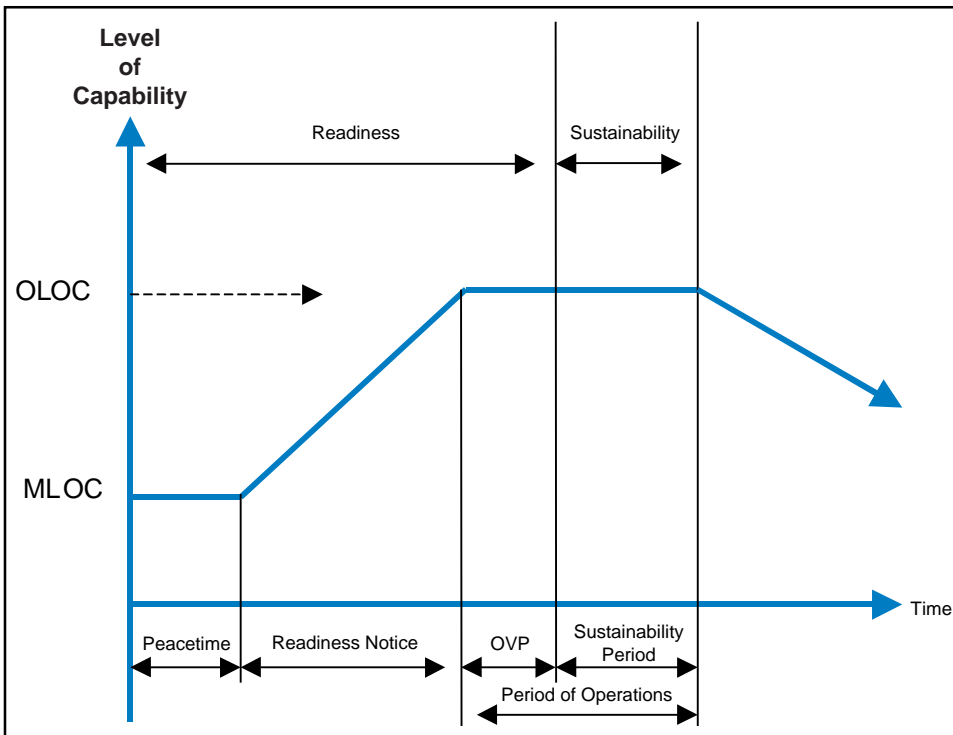 Level
of
Capability
Readiness
Sustainability
OLOC
MLOC
Time
Peacetime
Readiness Notice
OVP
Sustainability
Period
Period of Operations